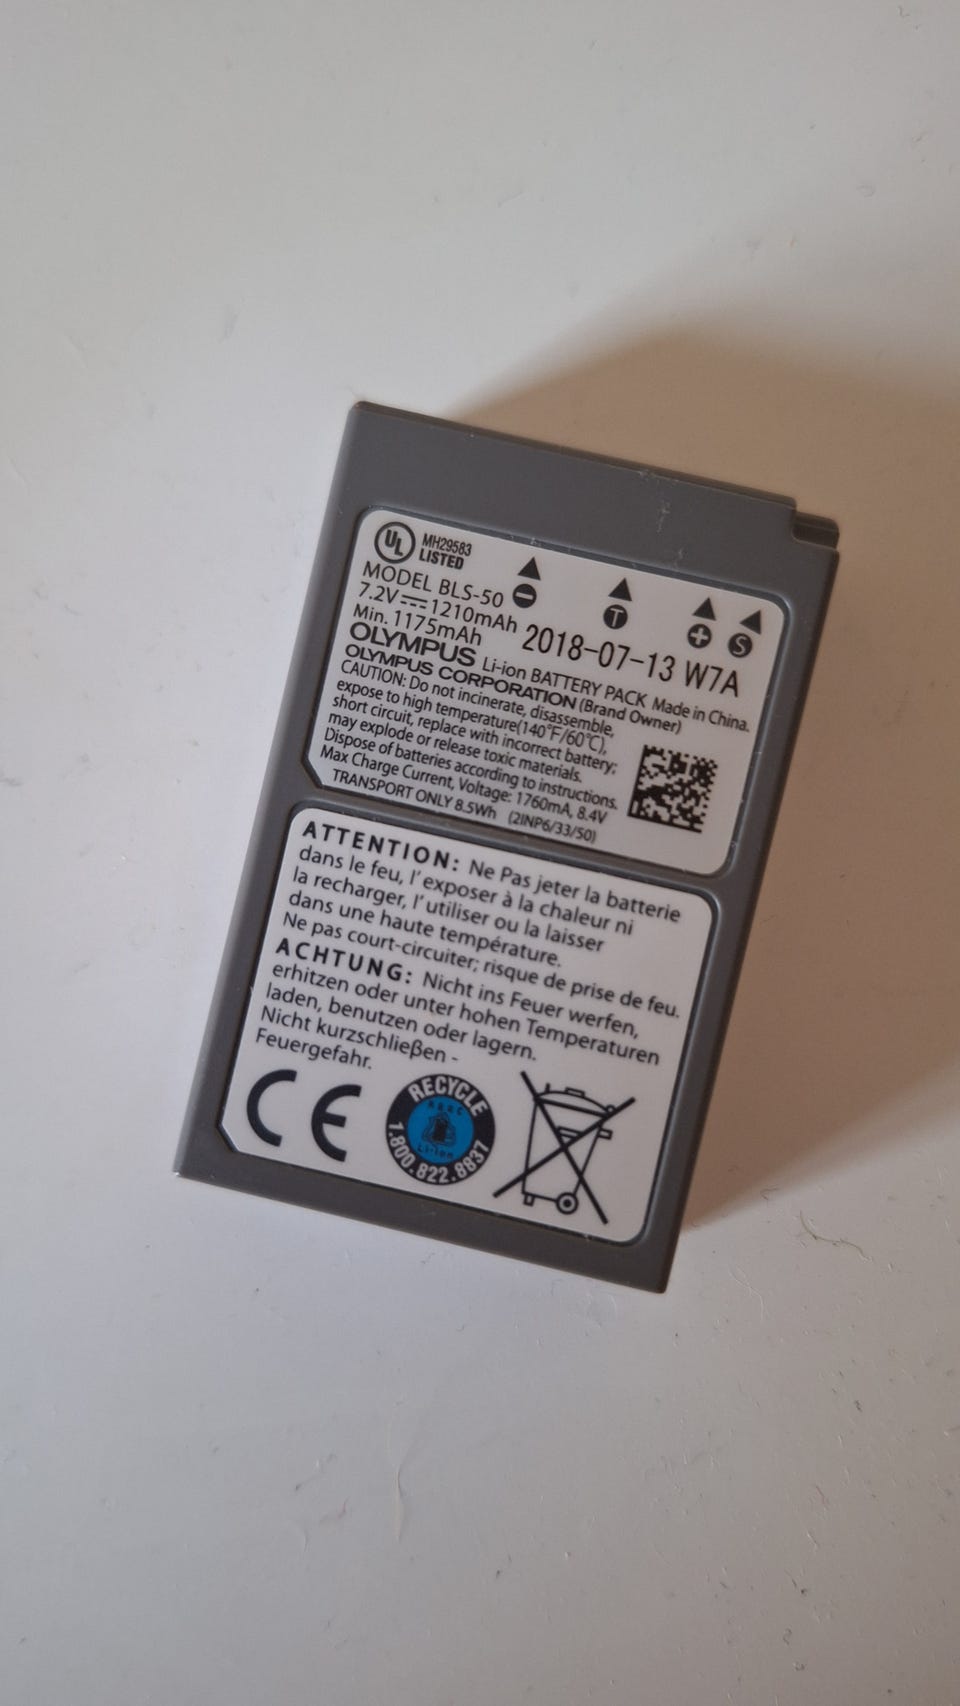 UL
MH29583
LISTED
MODEL BLS-50
7.2V⎓1210mAh
Min. 1175mAh
− T + S
2018-07-13 W7A
OLYMPUS Li-ion BATTERY PACK Made in China.
OLYMPUS CORPORATION (Brand Owner)
CAUTION: Do not incinerate, disassemble,
expose to high temperature(140°F/60°C),
short circuit, replace with incorrect battery;
may explode or release toxic materials.
Dispose of batteries according to instructions.
Max Charge Current, Voltage: 1760mA, 8.4V
TRANSPORT ONLY 8.5Wh (2INP6/33/50)
ATTENTION: Ne Pas jeter la batterie
dans le feu, l'exposer à la chaleur ni
la recharger, l'utiliser ou la laisser
dans une haute température.
Ne pas court-circuiter; risque de prise de feu.
ACHTUNG: Nicht ins Feuer werfen,
erhitzen oder unter hohen Temperaturen
laden, benutzen oder lagern.
Nicht kurzschließen -
Feuergefahr.
CE
RECYCLE
RBRC
Li-ion
1.800.822.8837